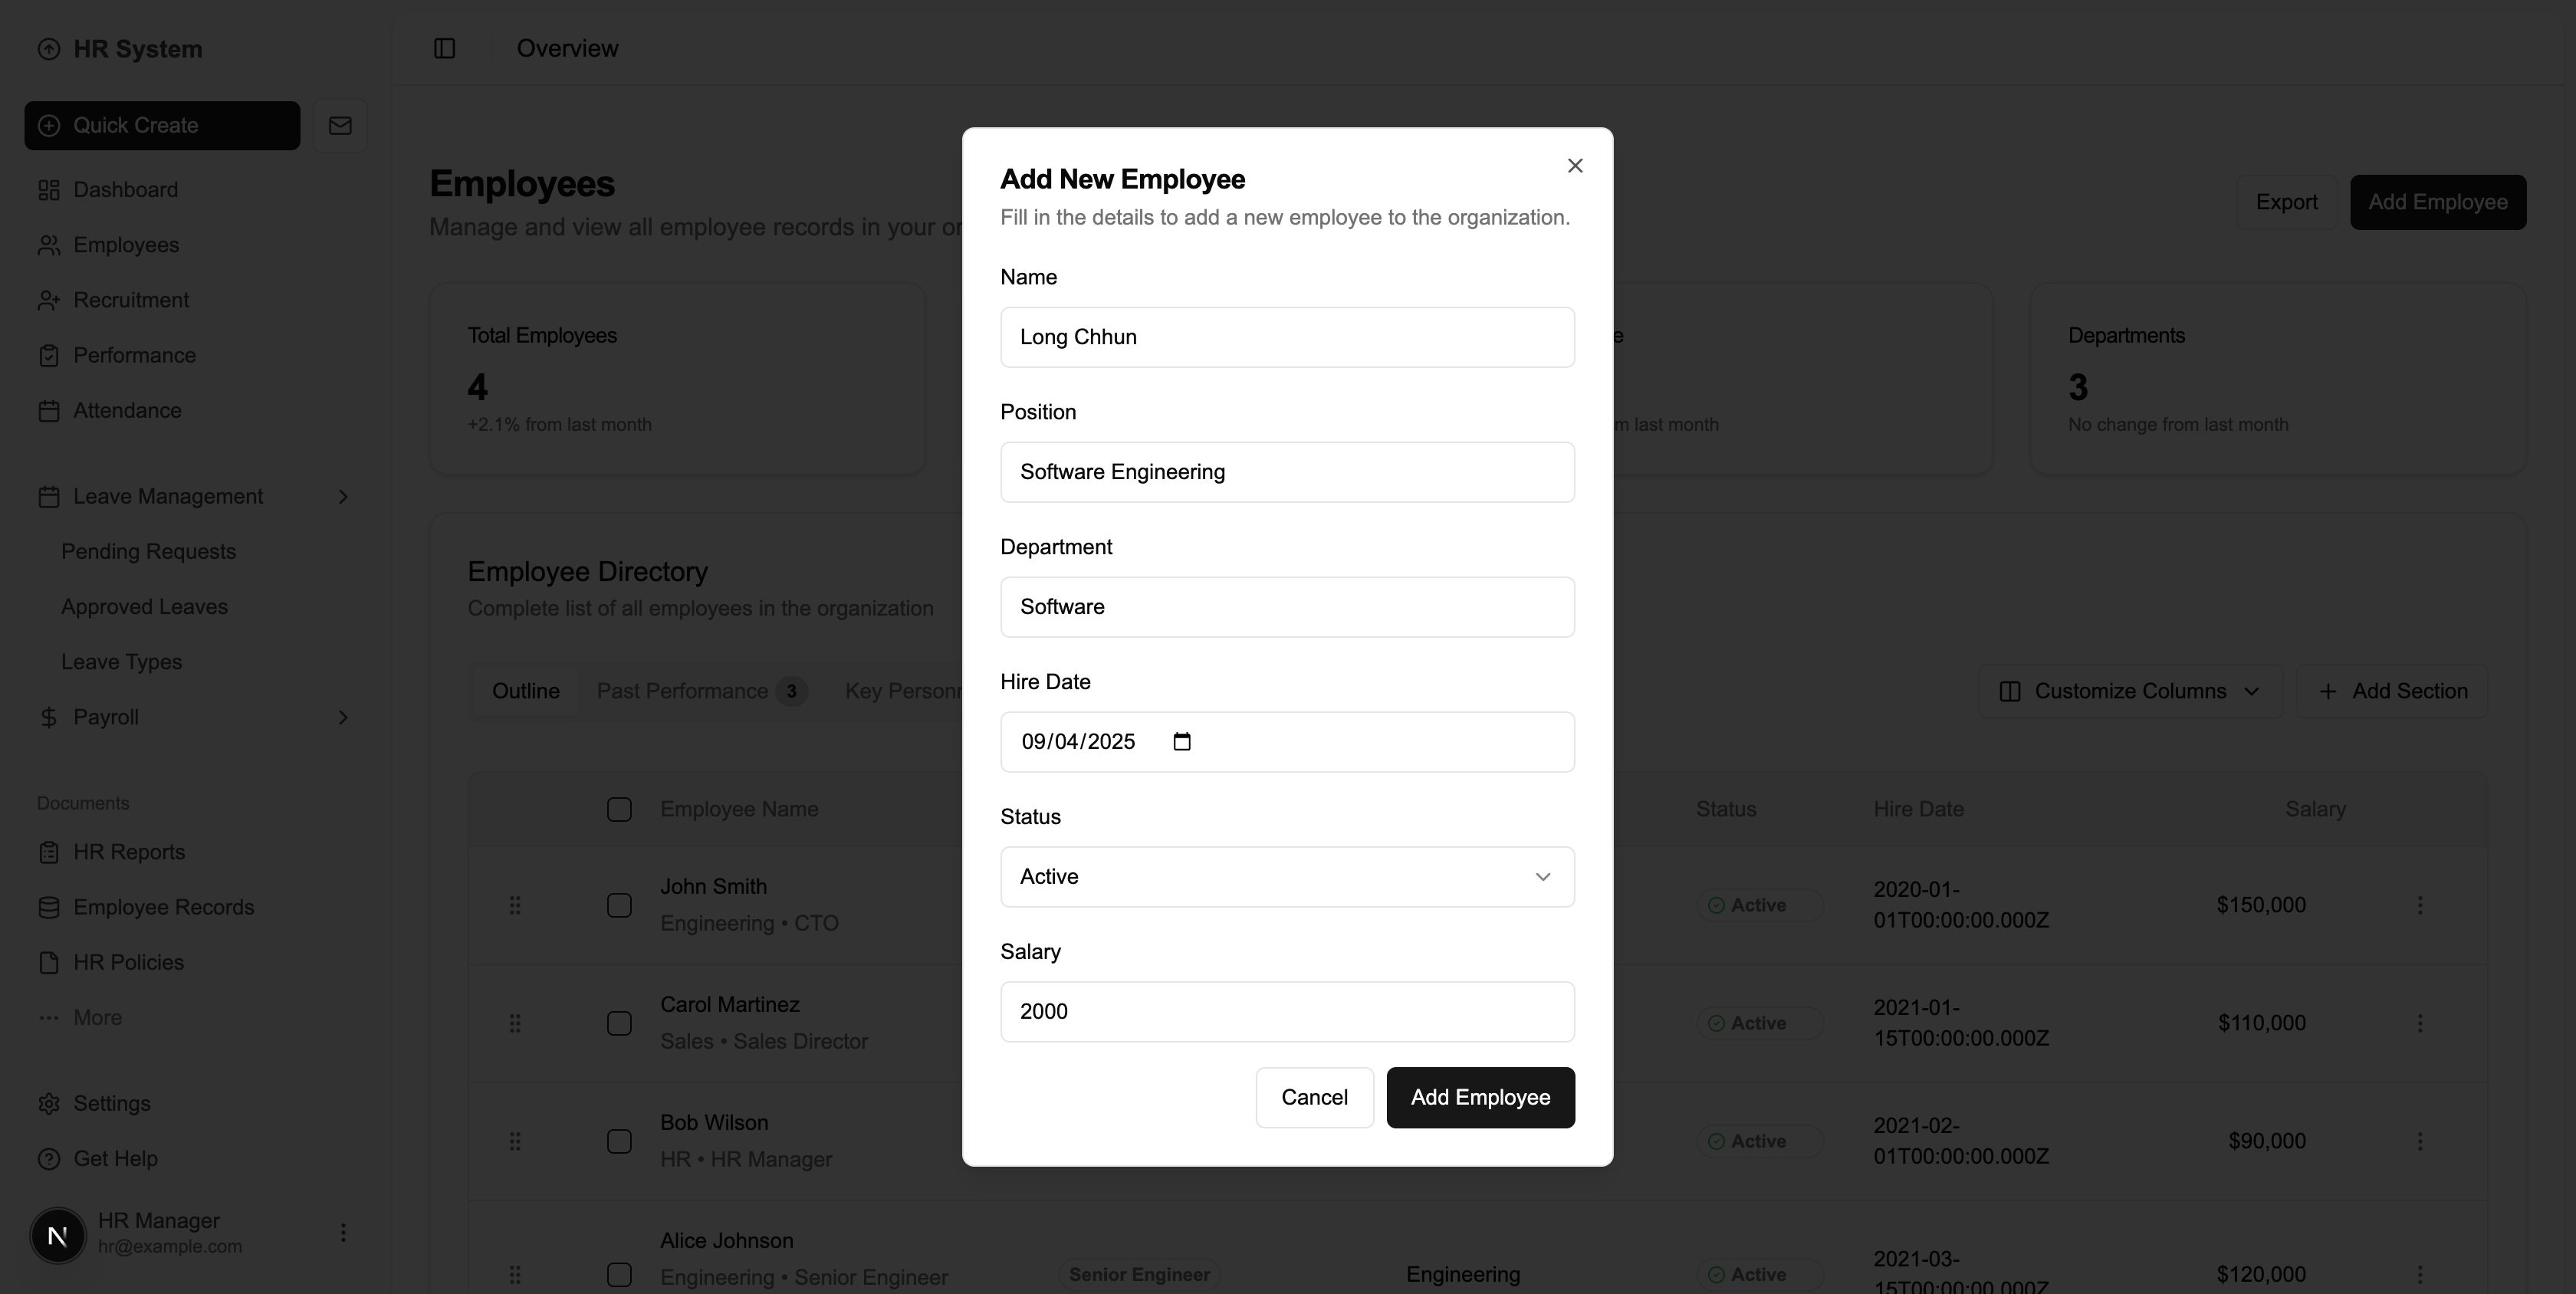 HR System
Quick Create
Dashboard
Employees
Recruitment
Performance
Attendance
Leave Management
Pending Requests
Approved Leaves
Leave Types
Payroll
Documents
HR Reports
Employee Records
HR Policies
More
Settings
Get Help
N
HR Manager
hr@example.com
Overview
Employees
Manage and view all employee records in your or
Export
Add Employee
Total Employees
4
+2.1% from last month
e
m last month
Departments
3
No change from last month
Employee Directory
Complete list of all employees in the organization
Outline
Past Performance 3
Key Personn
Customize Columns
Add Section
Employee Name
Status
Hire Date
Salary
John Smith
Engineering • CTO
Active
2020-01-
01T00:00:00.000Z
$150,000
Carol Martinez
Sales • Sales Director
Active
2021-01-
15T00:00:00.000Z
$110,000
Bob Wilson
HR • HR Manager
Active
2021-02-
01T00:00:00.000Z
$90,000
Alice Johnson
Engineering • Senior Engineer
Senior Engineer
Engineering
Active
2021-03-
15T00:00:00.000Z
$120,000
Add New Employee
Fill in the details to add a new employee to the organization.
Name
Long Chhun
Position
Software Engineering
Department
Software
Hire Date
09/04/2025
Status
Active
Salary
2000
Cancel
Add Employee